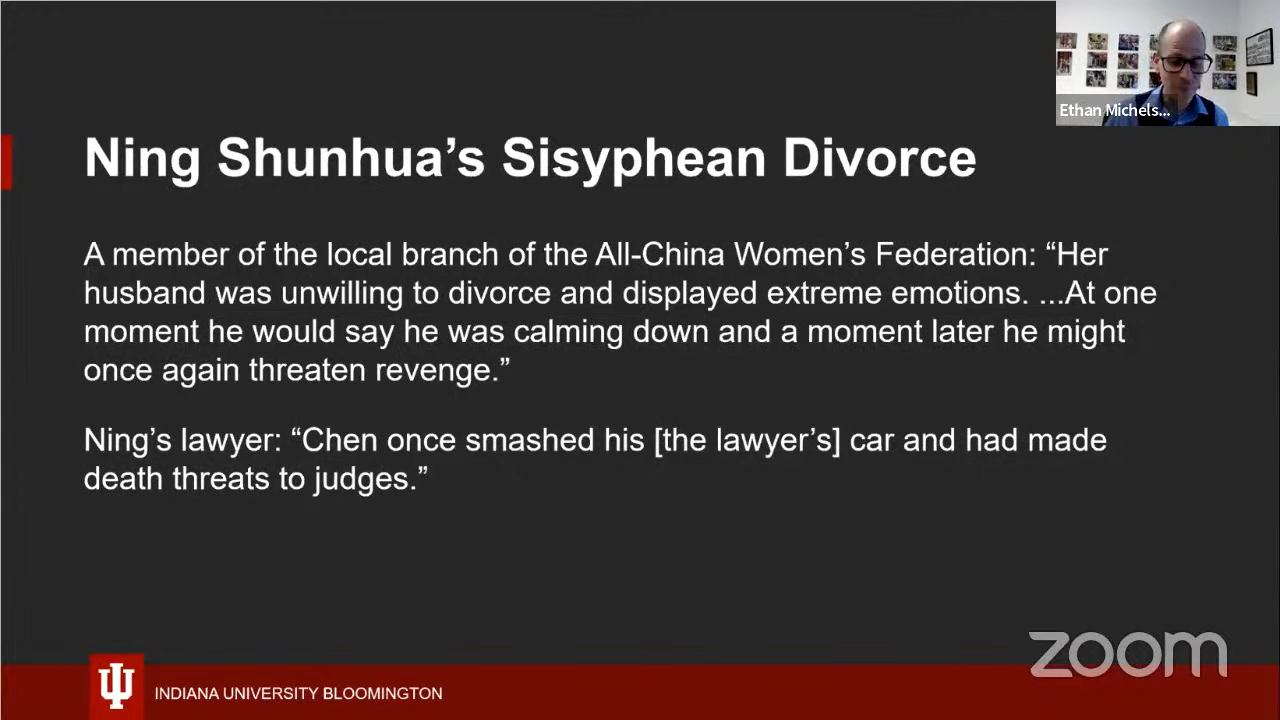 Ethan Michels...
Ning Shunhua’s Sisyphean Divorce
A member of the local branch of the All-China Women’s Federation: “Her
husband was unwilling to divorce and displayed extreme emotions. ...At one
moment he would say he was calming down and a moment later he might
once again threaten revenge.”
Ning’s lawyer: “Chen once smashed his [the lawyer’s] car and had made
death threats to judges.”
zoom
INDIANA UNIVERSITY BLOOMINGTON